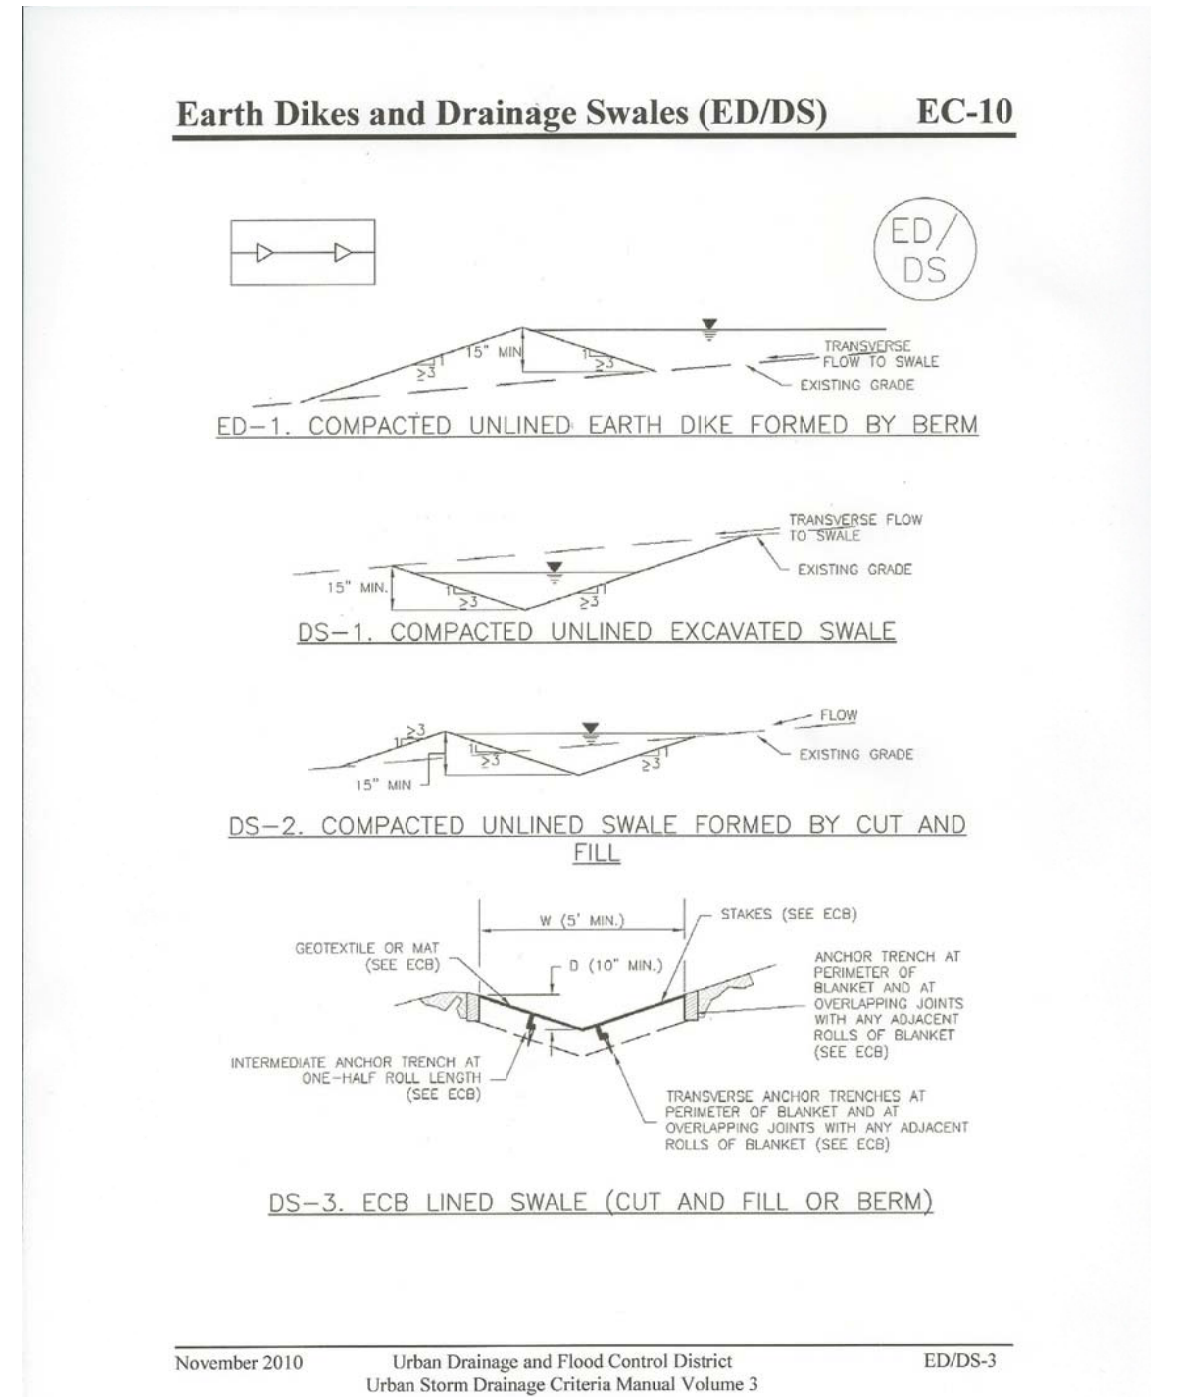 Earth Dikes and Drainage Swales (ED/DS) EC-10
ED/
DS
15" MIN
1
≥3
1
≥3
TRANSVERSE
FLOW TO SWALE
EXISTING GRADE
ED-1. COMPACTED UNLINED EARTH DIKE FORMED BY BERM
TRANSVERSE FLOW
TO SWALE
EXISTING GRADE
15" MIN.
1
≥3
1
≥3
DS-1. COMPACTED UNLINED EXCAVATED SWALE
FLOW
≥3
1
1
≥3
≥3
1
EXISTING GRADE
15" MIN
DS-2. COMPACTED UNLINED SWALE FORMED BY CUT AND
FILL
W (5' MIN.)
STAKES (SEE ECB)
GEOTEXTILE OR MAT
(SEE ECB)
D (10" MIN.)
ANCHOR TRENCH AT
PERIMETER OF
BLANKET AND AT
OVERLAPPING JOINTS
WITH ANY ADJACENT
ROLLS OF BLANKET
(SEE ECB)
INTERMEDIATE ANCHOR TRENCH AT
ONE-HALF ROLL LENGTH
(SEE ECB)
TRANSVERSE ANCHOR TRENCHES AT
PERIMETER OF BLANKET AND AT
OVERLAPPING JOINTS WITH ANY ADJACENT
ROLLS OF BLANKET (SEE ECB)
DS-3. ECB LINED SWALE (CUT AND FILL OR BERM)
November 2010 Urban Drainage and Flood Control District ED/DS-3
Urban Storm Drainage Criteria Manual Volume 3